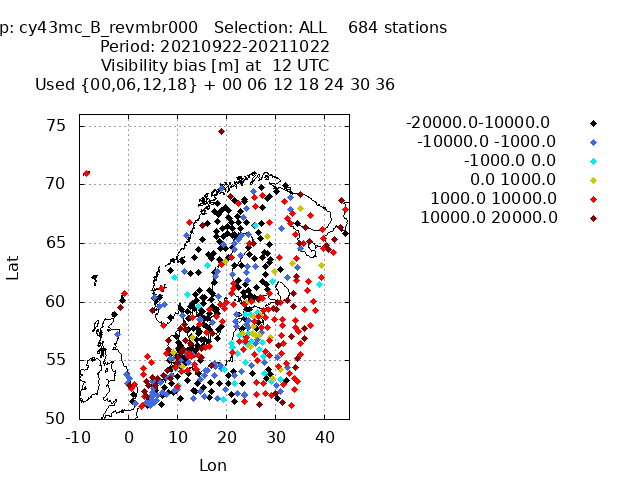 p: cy43mc_B_revmbr000   Selection: ALL    684 stations
Period: 20210922-20211022
Visibility bias [m] at  12 UTC
Used {00,06,12,18} + 00 06 12 18 24 30 36
-20000.0-10000.0
-10000.0 -1000.0
-1000.0 0.0
0.0 1000.0
1000.0 10000.0
10000.0 20000.0
75
70
65
60
55
50
Lat
-10 0 10 20 30 40
Lon